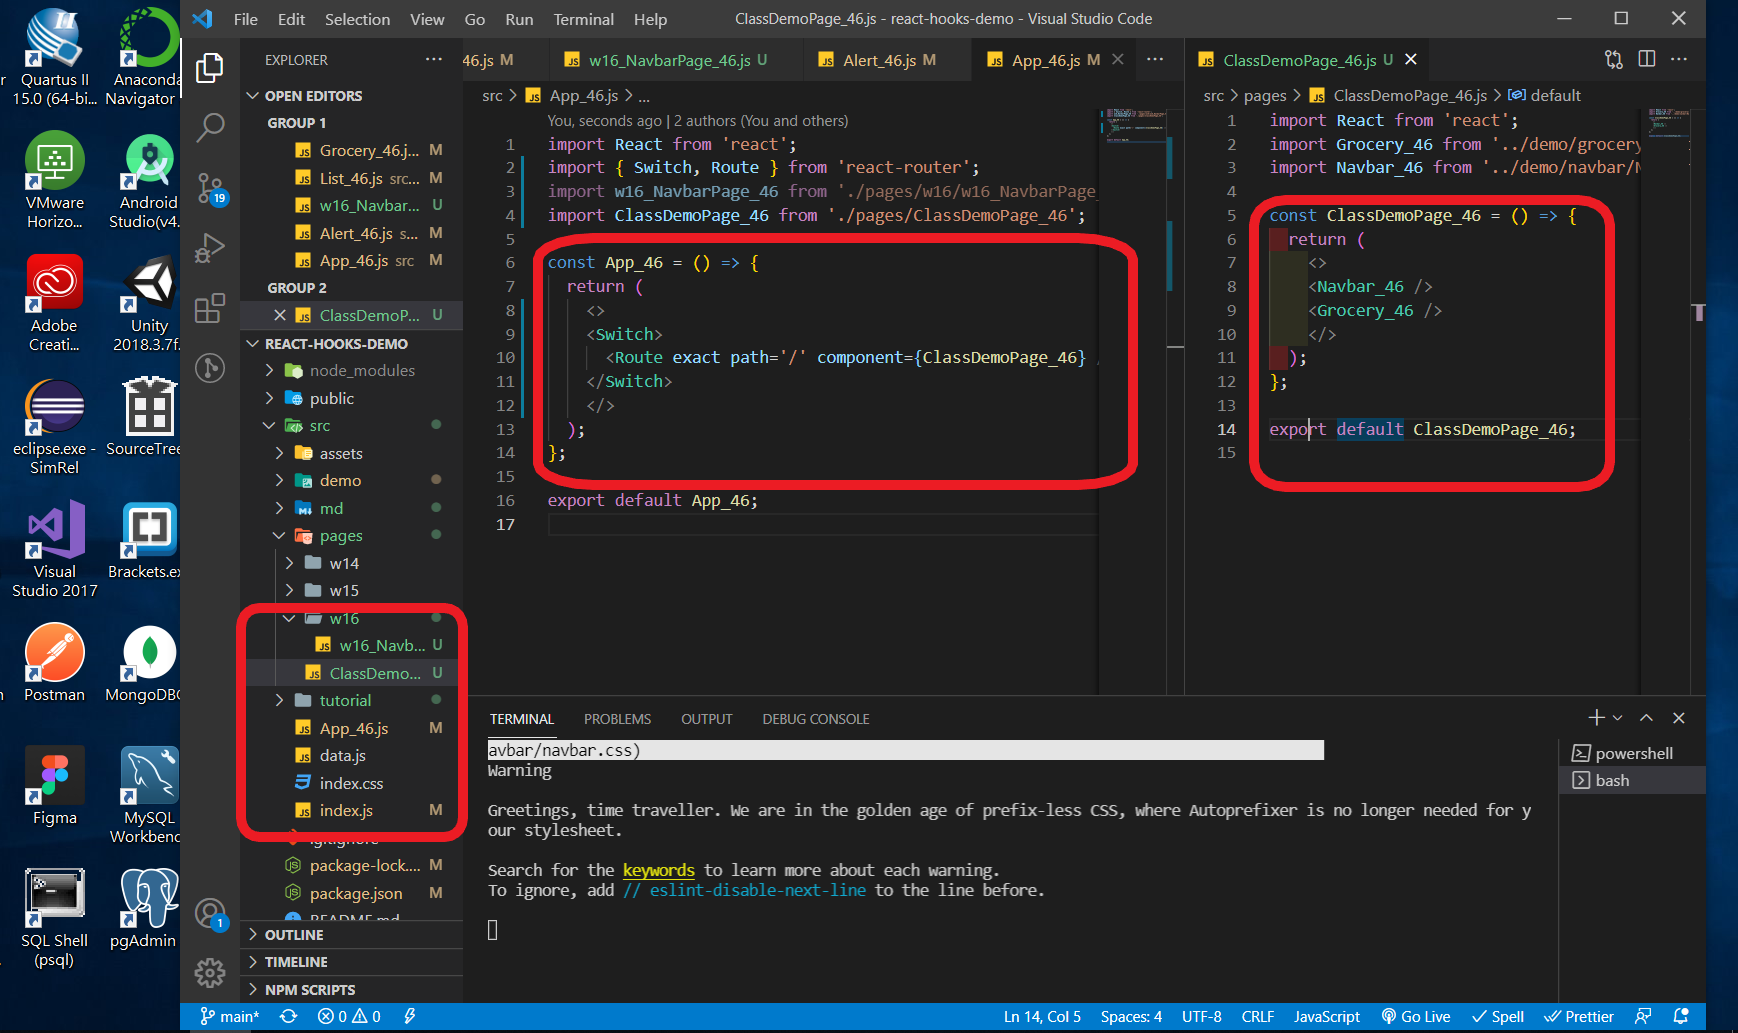 Quartus II
15.0 (64-bi...
Anaconda
Navigator
VMware
Horizo...
Android
Studio(v4.
Adobe
Creati...
Unity
2018.3.7f.
eclipse.exe -
SimRel
SourceTree
Visual
Studio 2017
Brackets.ex
Postman
MongoDBC
Figma
MySQL
Workbenc
SQL Shell
(psql)
pgAdmin
File Edit Selection View Go Run Terminal Help
ClassDemoPage_46.js - react-hooks-demo - Visual Studio Code
EXPLORER ...
OPEN EDITORS
GROUP 1
Grocery_46.j... M
List_46.js src... M
w16_Navbar... U
Alert_46.js s... M
App_46.js src M
GROUP 2
ClassDemoP... U
REACT-HOOKS-DEMO
node_modules
public
src
assets
demo
md
pages
w14
w15
w16
w16_Navb... U
ClassDemo... U
tutorial
App_46.js M
data.js
index.css
index.js M
.gitignore
package-lock.... M
package.json M
README.md
OUTLINE
TIMELINE
NPM SCRIPTS
19
1
46.js M
w16_NavbarPage_46.js U
Alert_46.js M
App_46.js M
src > App_46.js > ...
You, seconds ago | 2 authors (You and others)
1 import React from 'react';
2 import { Switch, Route } from 'react-router';
3 import w16_NavbarPage_46 from './pages/w16/w16_NavbarPage_
4 import ClassDemoPage_46 from './pages/ClassDemoPage_46';
5
6 const App_46 = () => {
7 return (
8 <>
9 <Switch>
10 <Route exact path='/' component={ClassDemoPage_46} /
11 </Switch>
12 </>
13 );
14 };
15
16 export default App_46;
17
ClassDemoPage_46.js U
src > pages > ClassDemoPage_46.js > default
1 import React from 'react';
2 import Grocery_46 from '../demo/grocery
3 import Navbar_46 from '../demo/navbar/N
4
5 const ClassDemoPage_46 = () => {
6 return (
7 <>
8 <Navbar_46 />
9 <Grocery_46 />
10 </>
11 );
12 };
13
14 export default ClassDemoPage_46;
15
TERMINAL PROBLEMS OUTPUT DEBUG CONSOLE
avbar/navbar.css)
Warning
Greetings, time traveller. We are in the golden age of prefix-less CSS, where Autoprefixer is no longer needed for y
our stylesheet.
Search for the keywords to learn more about each warning.
To ignore, add // eslint-disable-next-line to the line before.
powershell
bash
main* 0 0
Ln 14, Col 5 Spaces: 4 UTF-8 CRLF JavaScript Go Live Spell Prettier